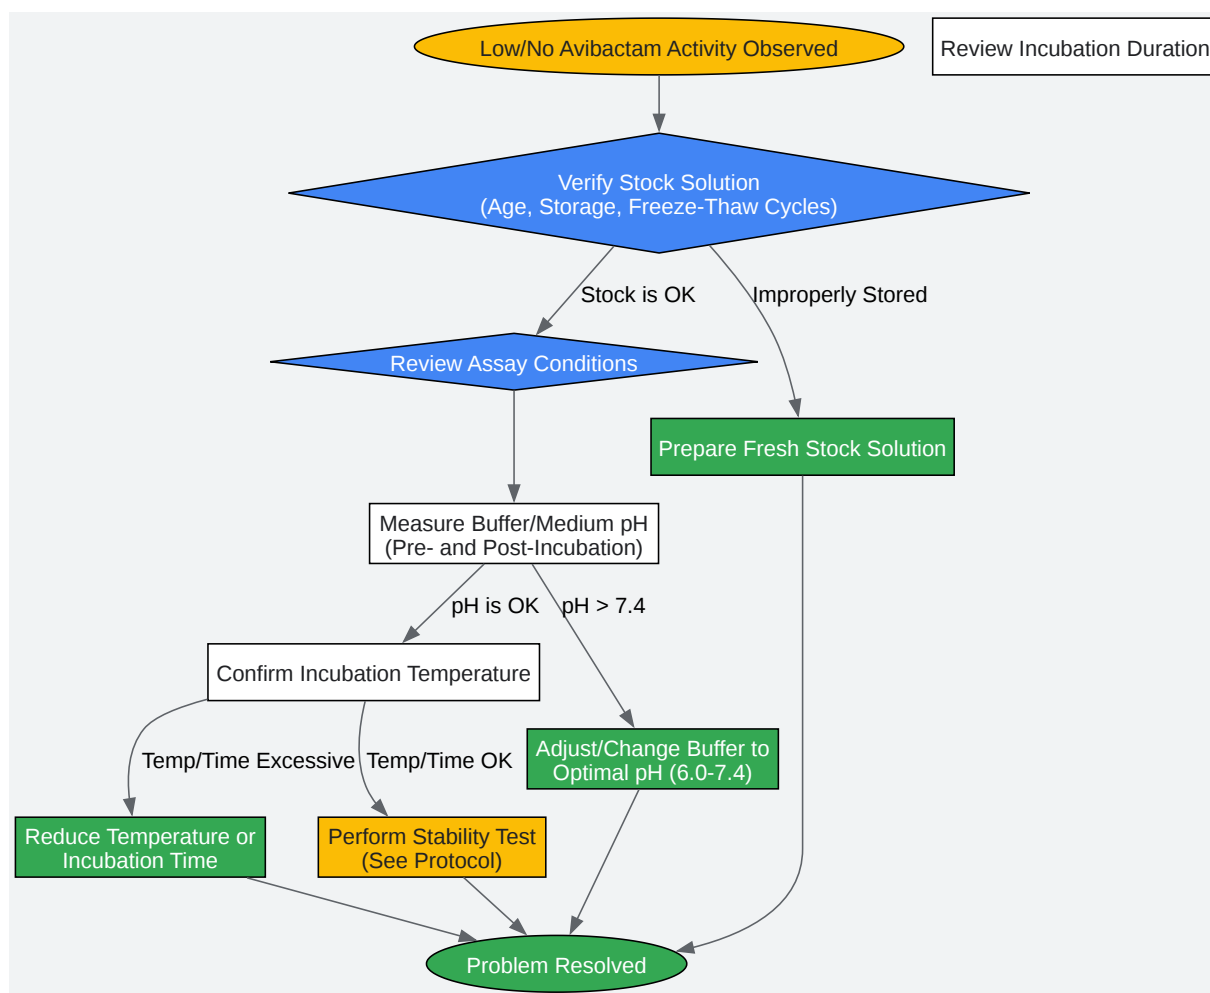 Low/No Avibactam Activity Observed
Review Incubation Duration
Verify Stock Solution
(Age, Storage, Freeze-Thaw Cycles)
Stock is OK
Improperly Stored
Review Assay Conditions
Prepare Fresh Stock Solution
Measure Buffer/Medium pH
(Pre- and Post-Incubation)
pH is OK
pH > 7.4
Confirm Incubation Temperature
Temp/Time Excessive
Temp/Time OK
Adjust/Change Buffer to
Optimal pH (6.0-7.4)
Reduce Temperature or
Incubation Time
Perform Stability Test
(See Protocol)
Problem Resolved